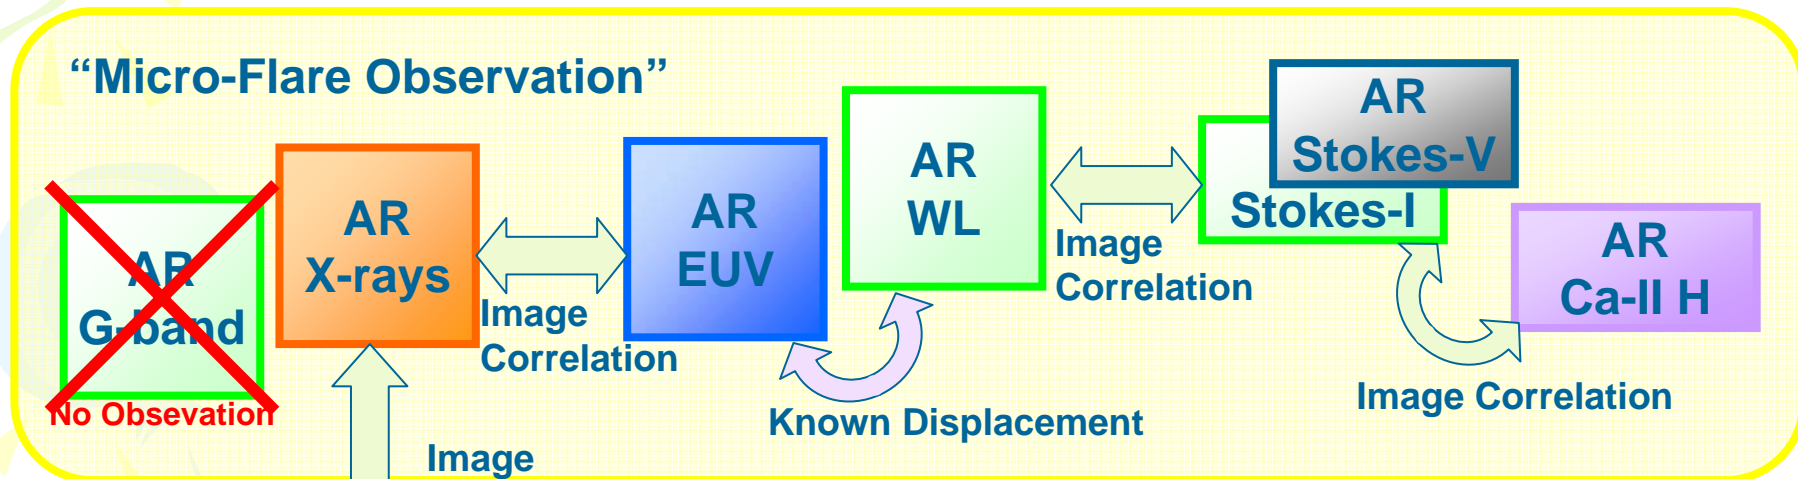 “Micro-Flare Observation”
AR
G-band
No Obsevation
AR
X-rays
Image
Correlation
AR
EUV
Known Displacement
AR
WL
Image
Correlation
AR
Stokes-V
Stokes-I
AR
Ca-II H
Image Correlation
Image